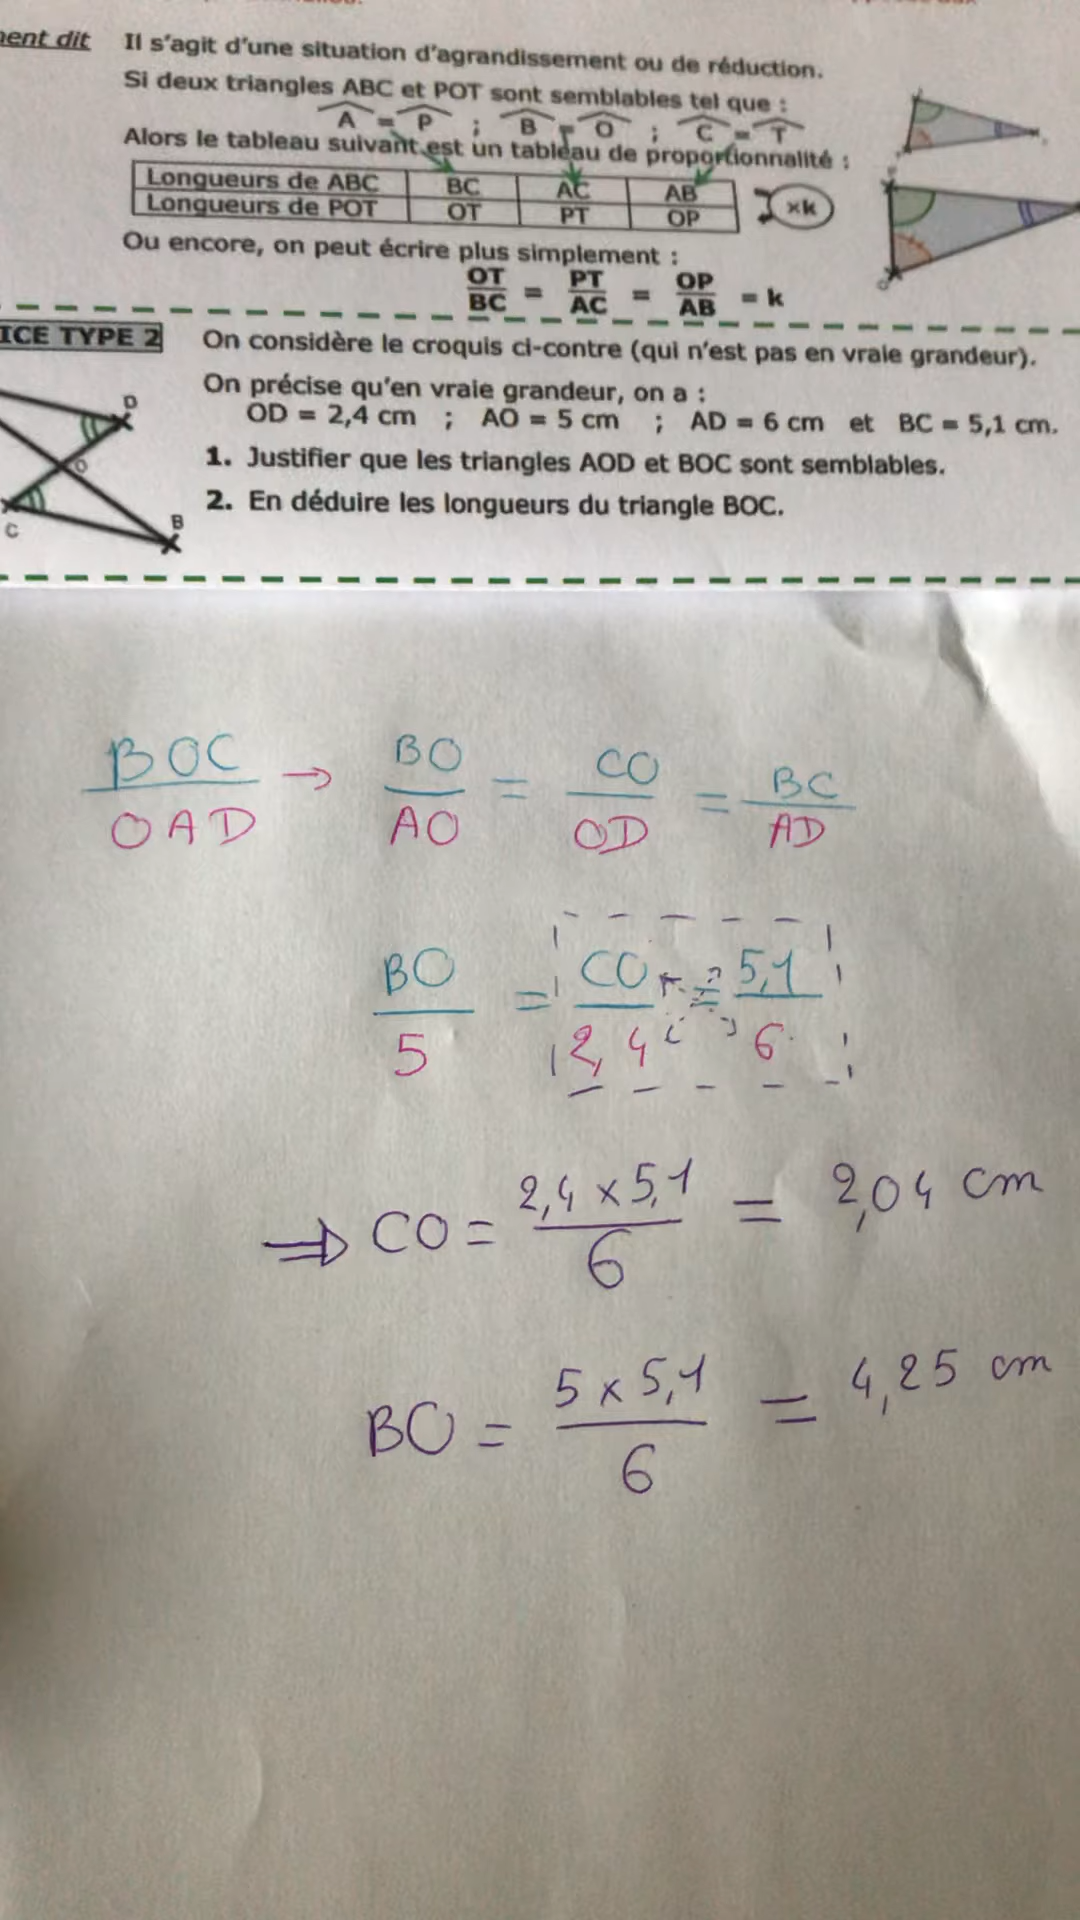 ent dit Il s'agit d'une situation d'agrandissement ou de réduction.
Si deux triangles ABC et POT sont semblables tel que :
A = P ; B = O ; C = T
Alors le tableau suivant est un tableau de proportionnalité :
Longueurs de ABC BC AC AB
Longueurs de POT OT PT OP
×k
Ou encore, on peut écrire plus simplement :
OT/BC = PT/AC = OP/AB = k
ICE TYPE 2 On considère le croquis ci-contre (qui n'est pas en vraie grandeur).
On précise qu'en vraie grandeur, on a :
OD = 2,4 cm ; AO = 5 cm ; AD = 6 cm et BC = 5,1 cm.
1. Justifier que les triangles AOD et BOC sont semblables.
2. En déduire les longueurs du triangle BOC.
D
O
C
B
BOC/OAD → BO/AO = CO/OD = BC/AD
BO/5 = CO/2,4 = 5,1/6
⇒ CO = 2,4 × 5,1/6 = 2,04 cm
BO = 5 × 5,1/6 = 4,25 cm